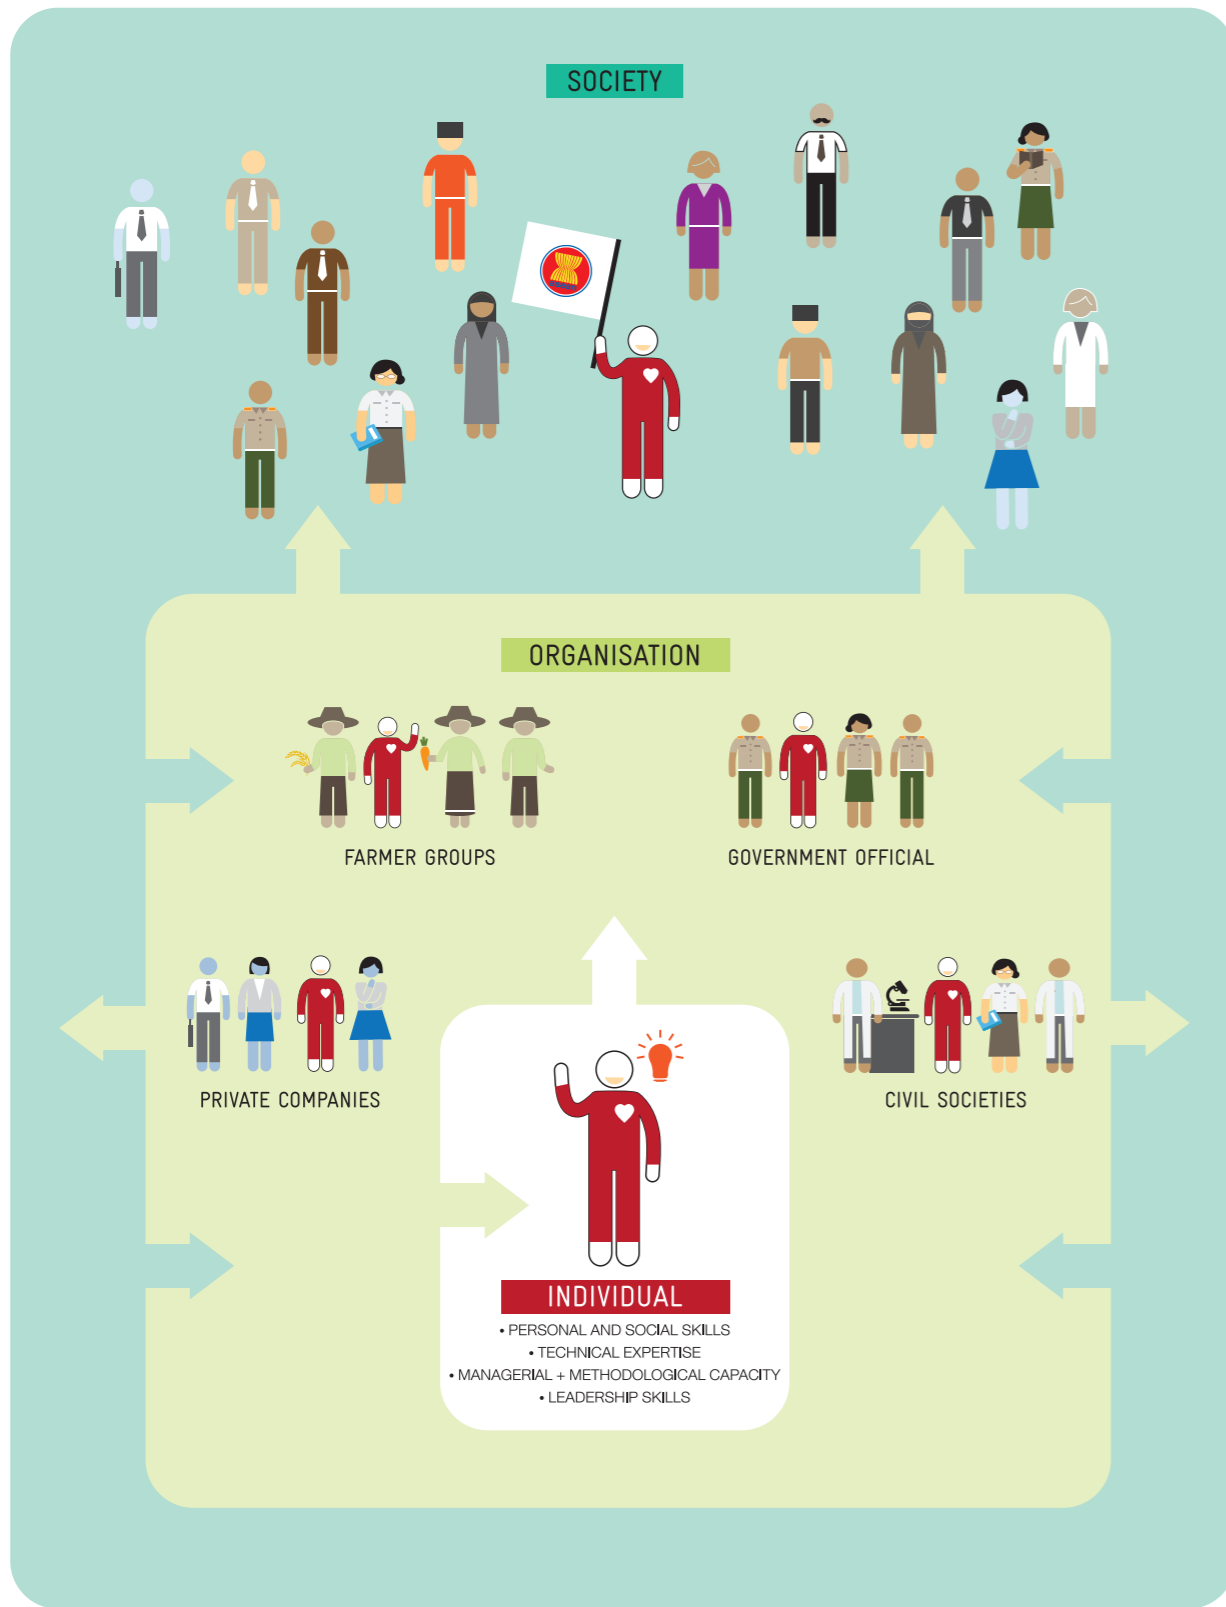 SOCIETY
ORGANISATION
FARMER GROUPS
GOVERNMENT OFFICIAL
PRIVATE COMPANIES
CIVIL SOCIETIES
INDIVIDUAL
• PERSONAL AND SOCIAL SKILLS
• TECHNICAL EXPERTISE
• MANAGERIAL + METHODOLOGICAL CAPACITY
• LEADERSHIP SKILLS